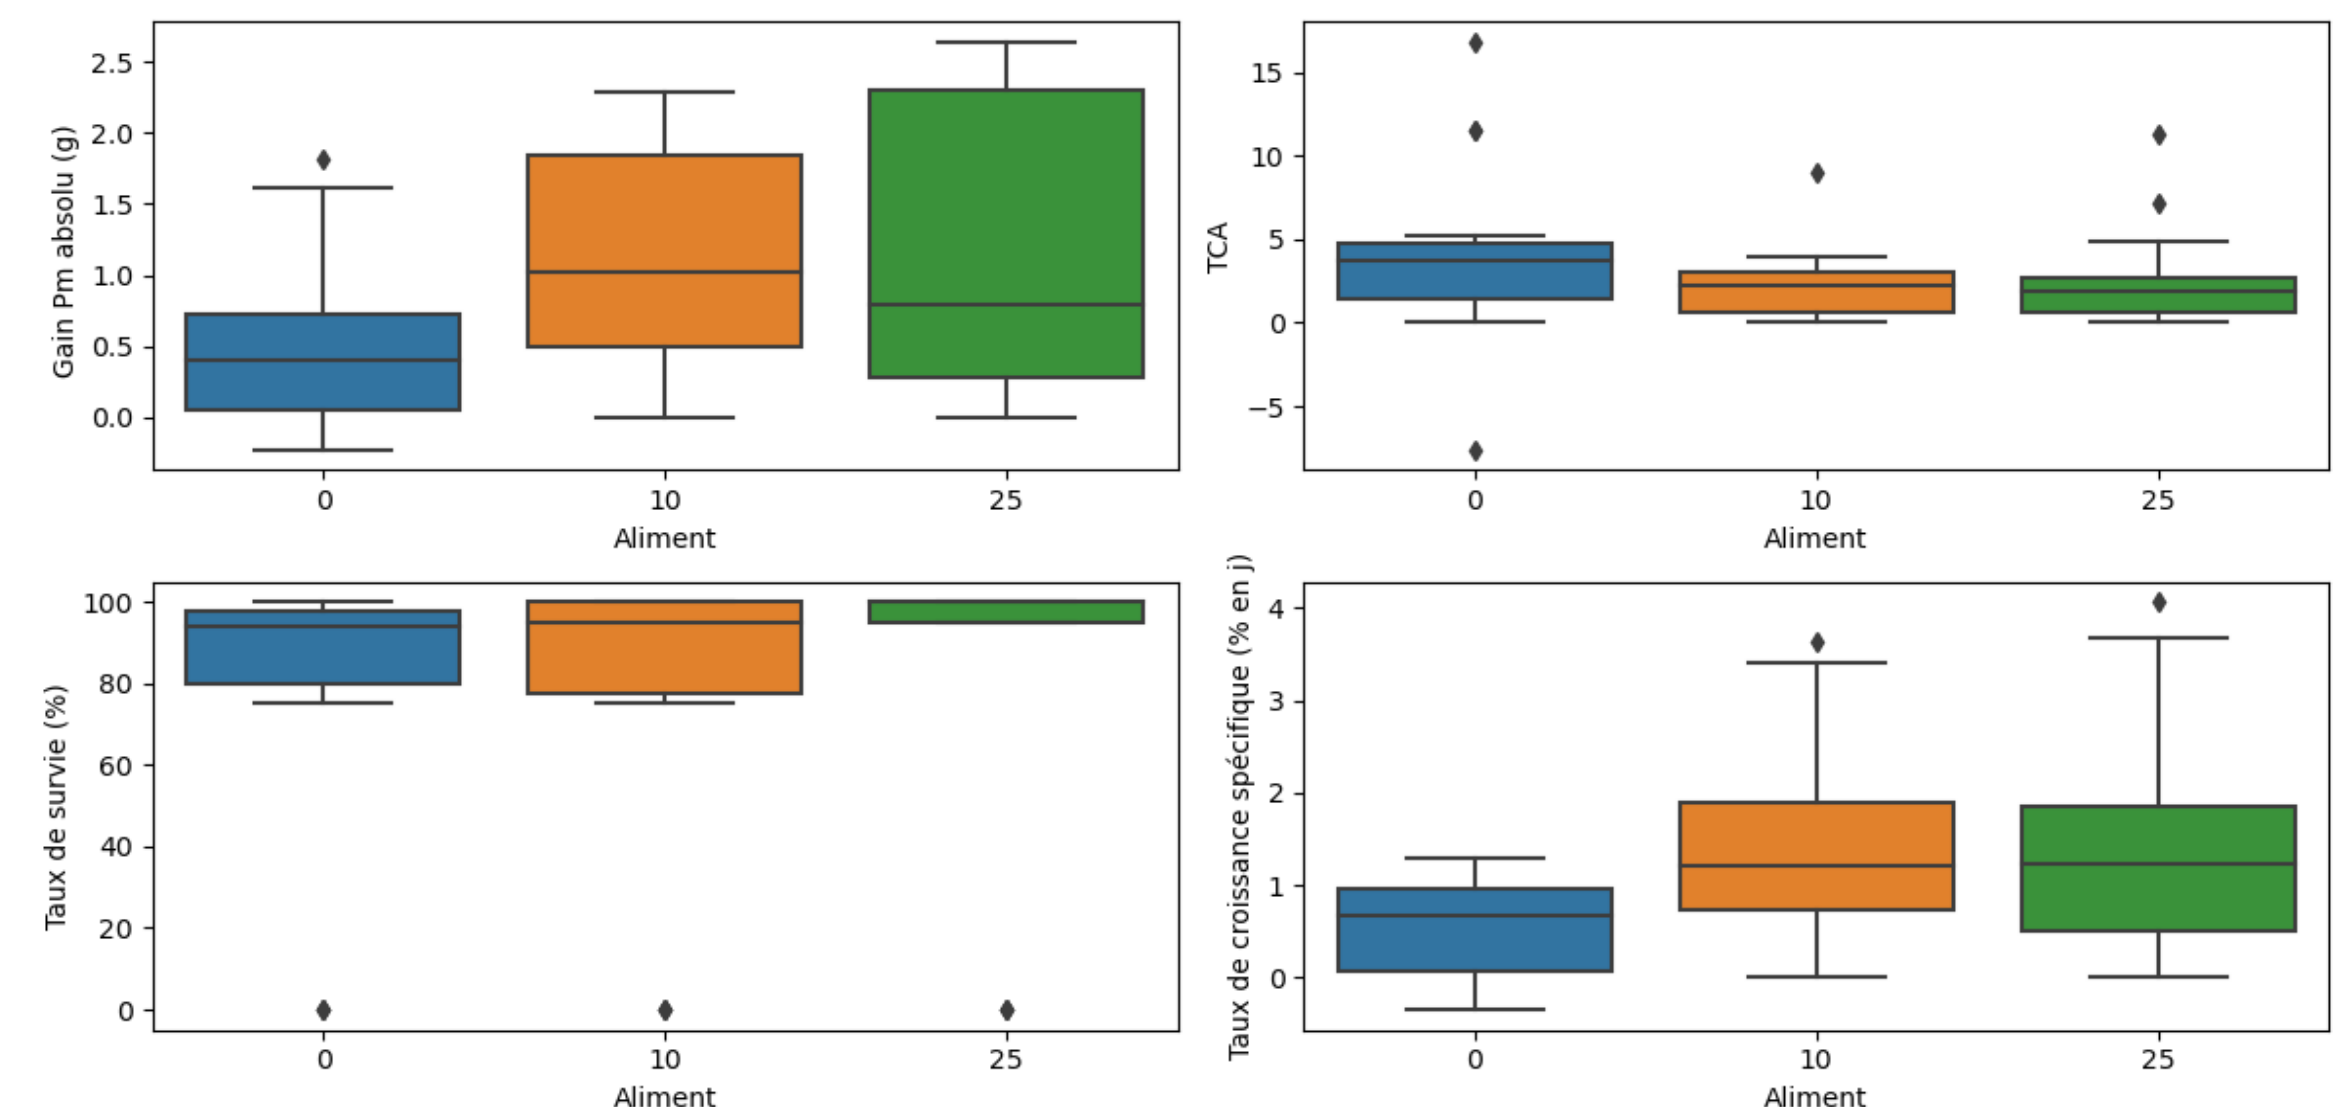 Gain Pm absolu (g)
2.5
2.0
1.5
1.0
0.5
0.0
0 10 25
Aliment
TCA
15
10
5
0
−5
0 10 25
Aliment
Taux de survie (%)
100
80
60
40
20
0
0 10 25
Aliment
Taux de croissance spécifique (% en j)
4
3
2
1
0
0 10 25
Aliment